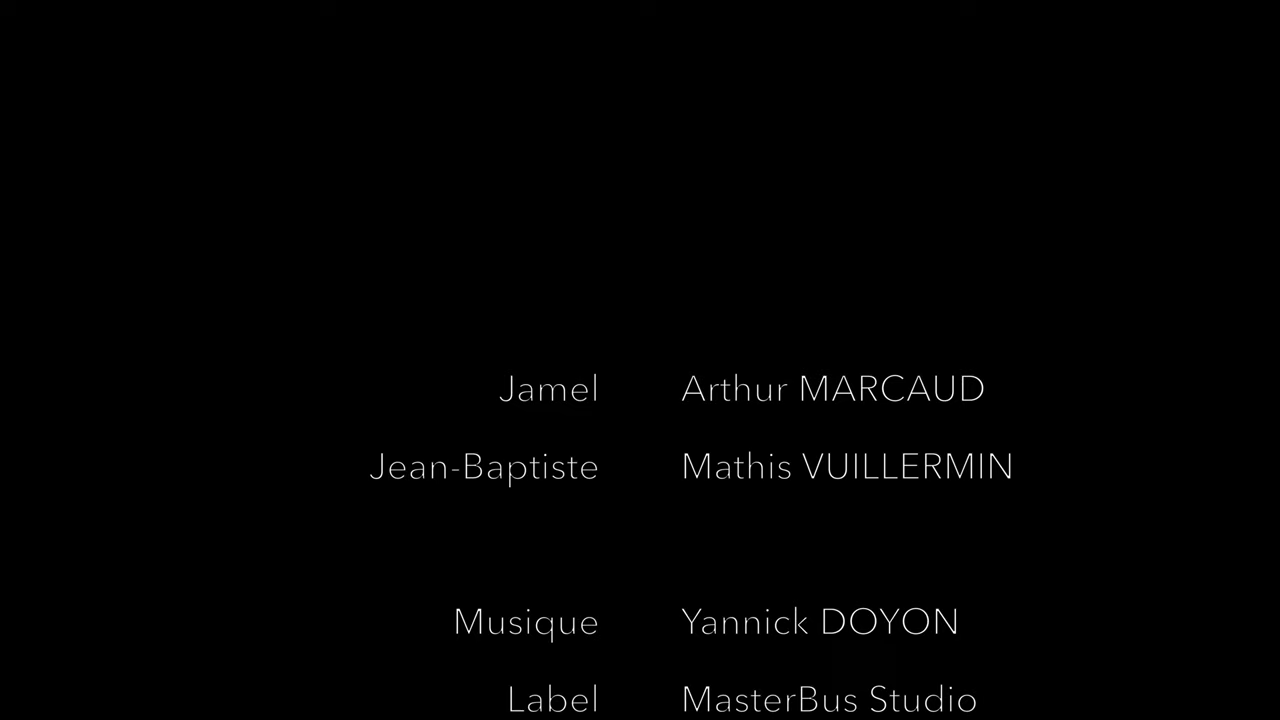 Jamel Arthur MARCAUD
Jean-Baptiste Mathis VUILLERMIN
Musique Yannick DOYON
Label MasterBus Studio